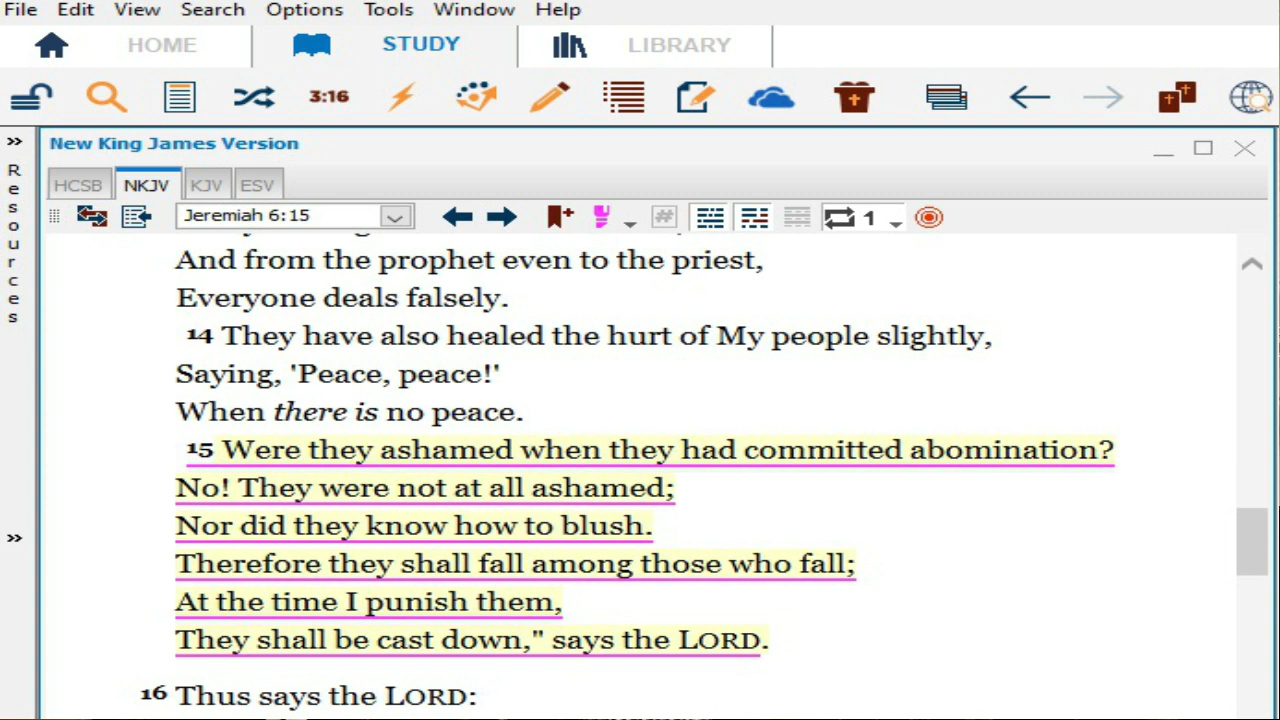 File Edit View Search Options Tools Window Help
HOME STUDY LIBRARY
3:16
» New King James Version
Resources
HCSB NKJV KJV ESV
Jeremiah 6:15 # 1
And from the prophet even to the priest,
Everyone deals falsely.
14 They have also healed the hurt of My people slightly,
Saying, 'Peace, peace!'
When there is no peace.
15 Were they ashamed when they had committed abomination?
No! They were not at all ashamed;
Nor did they know how to blush.
»
Therefore they shall fall among those who fall;
At the time I punish them,
They shall be cast down," says the LORD.
16 Thus says the LORD: